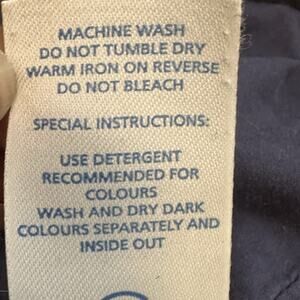 MACHINE WASH
DO NOT TUMBLE DRY
WARM IRON ON REVERSE
DO NOT BLEACH
SPECIAL INSTRUCTIONS:
USE DETERGENT
RECOMMENDED FOR
COLOURS
WASH AND DRY DARK
COLOURS SEPARATELY AND
INSIDE OUT